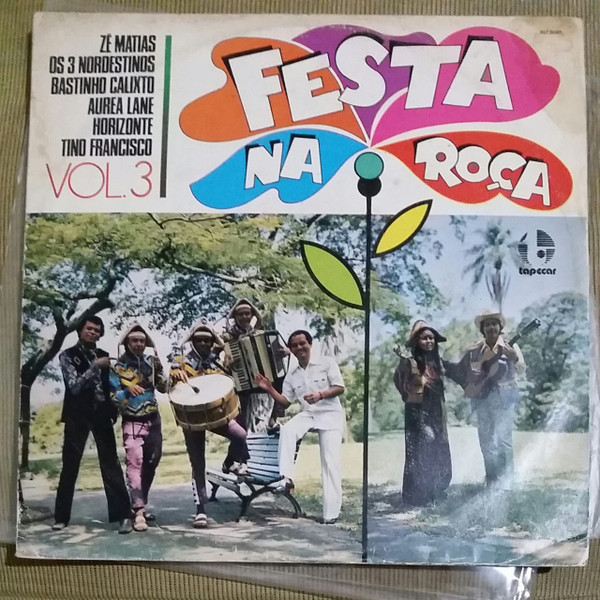 ZÉ MATIAS
OS 3 NORDESTINOS
BASTINHO CALIXTO
AUREA LANE
HORIZONTE
TINO FRANCISCO
VOL.3
FESTA
NA ROÇA
tapecar